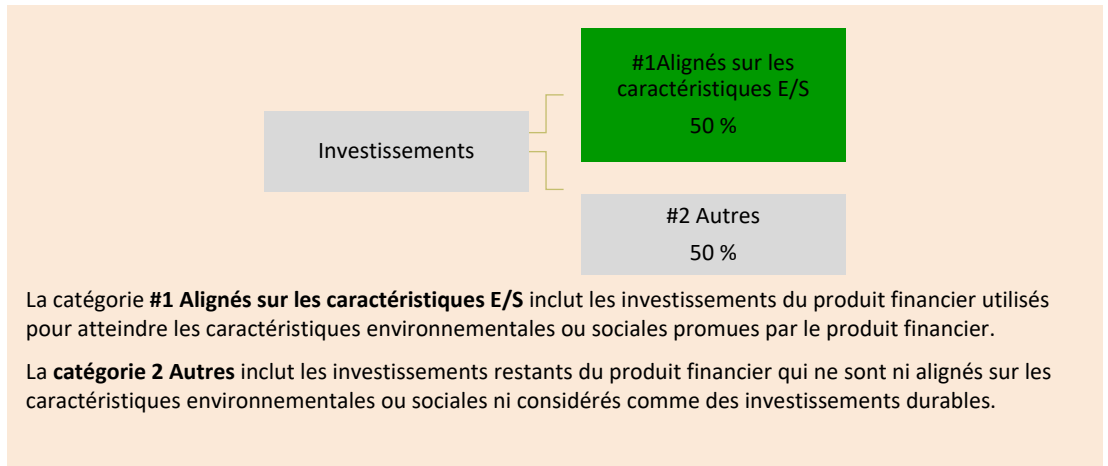 #1Alignés sur les
caractéristiques E/S
50 %
Investissements
#2 Autres
50 %
La catégorie #1 Alignés sur les caractéristiques E/S inclut les investissements du produit financier utilisés
pour atteindre les caractéristiques environnementales ou sociales promues par le produit financier.
La catégorie 2 Autres inclut les investissements restants du produit financier qui ne sont ni alignés sur les
caractéristiques environnementales ou sociales ni considérés comme des investissements durables.